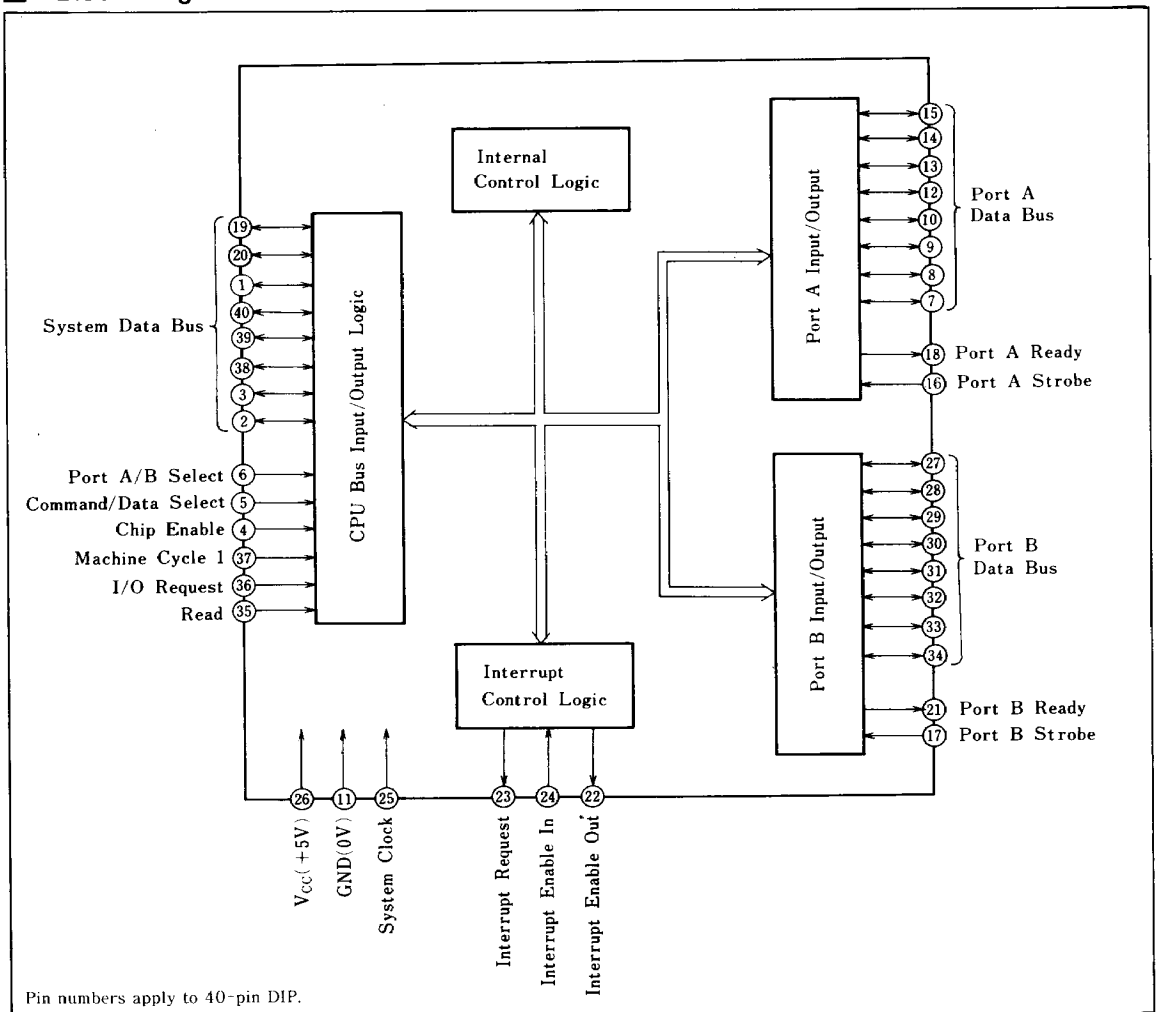 Internal
Control Logic
19
20
1
40
39
38
3
2
System Data Bus
6
5
4
37
36
35
Port A/B Select
Command/Data Select
Chip Enable
Machine Cycle 1
I/O Request
Read
CPU Bus Input/Output Logic
Port A Input/Output
15
14
13
12
10
9
8
7
Port A
Data Bus
18 Port A Ready
16 Port A Strobe
Port B Input/Output
27
28
29
30
31
32
33
34
Port B
Data Bus
21 Port B Ready
17 Port B Strobe
Interrupt
Control Logic
26
11
25
23
24
22
VCC(+5V)
GND(0V)
System Clock
Interrupt Request
Interrupt Enable In
Interrupt Enable Out
Pin numbers apply to 40-pin DIP.